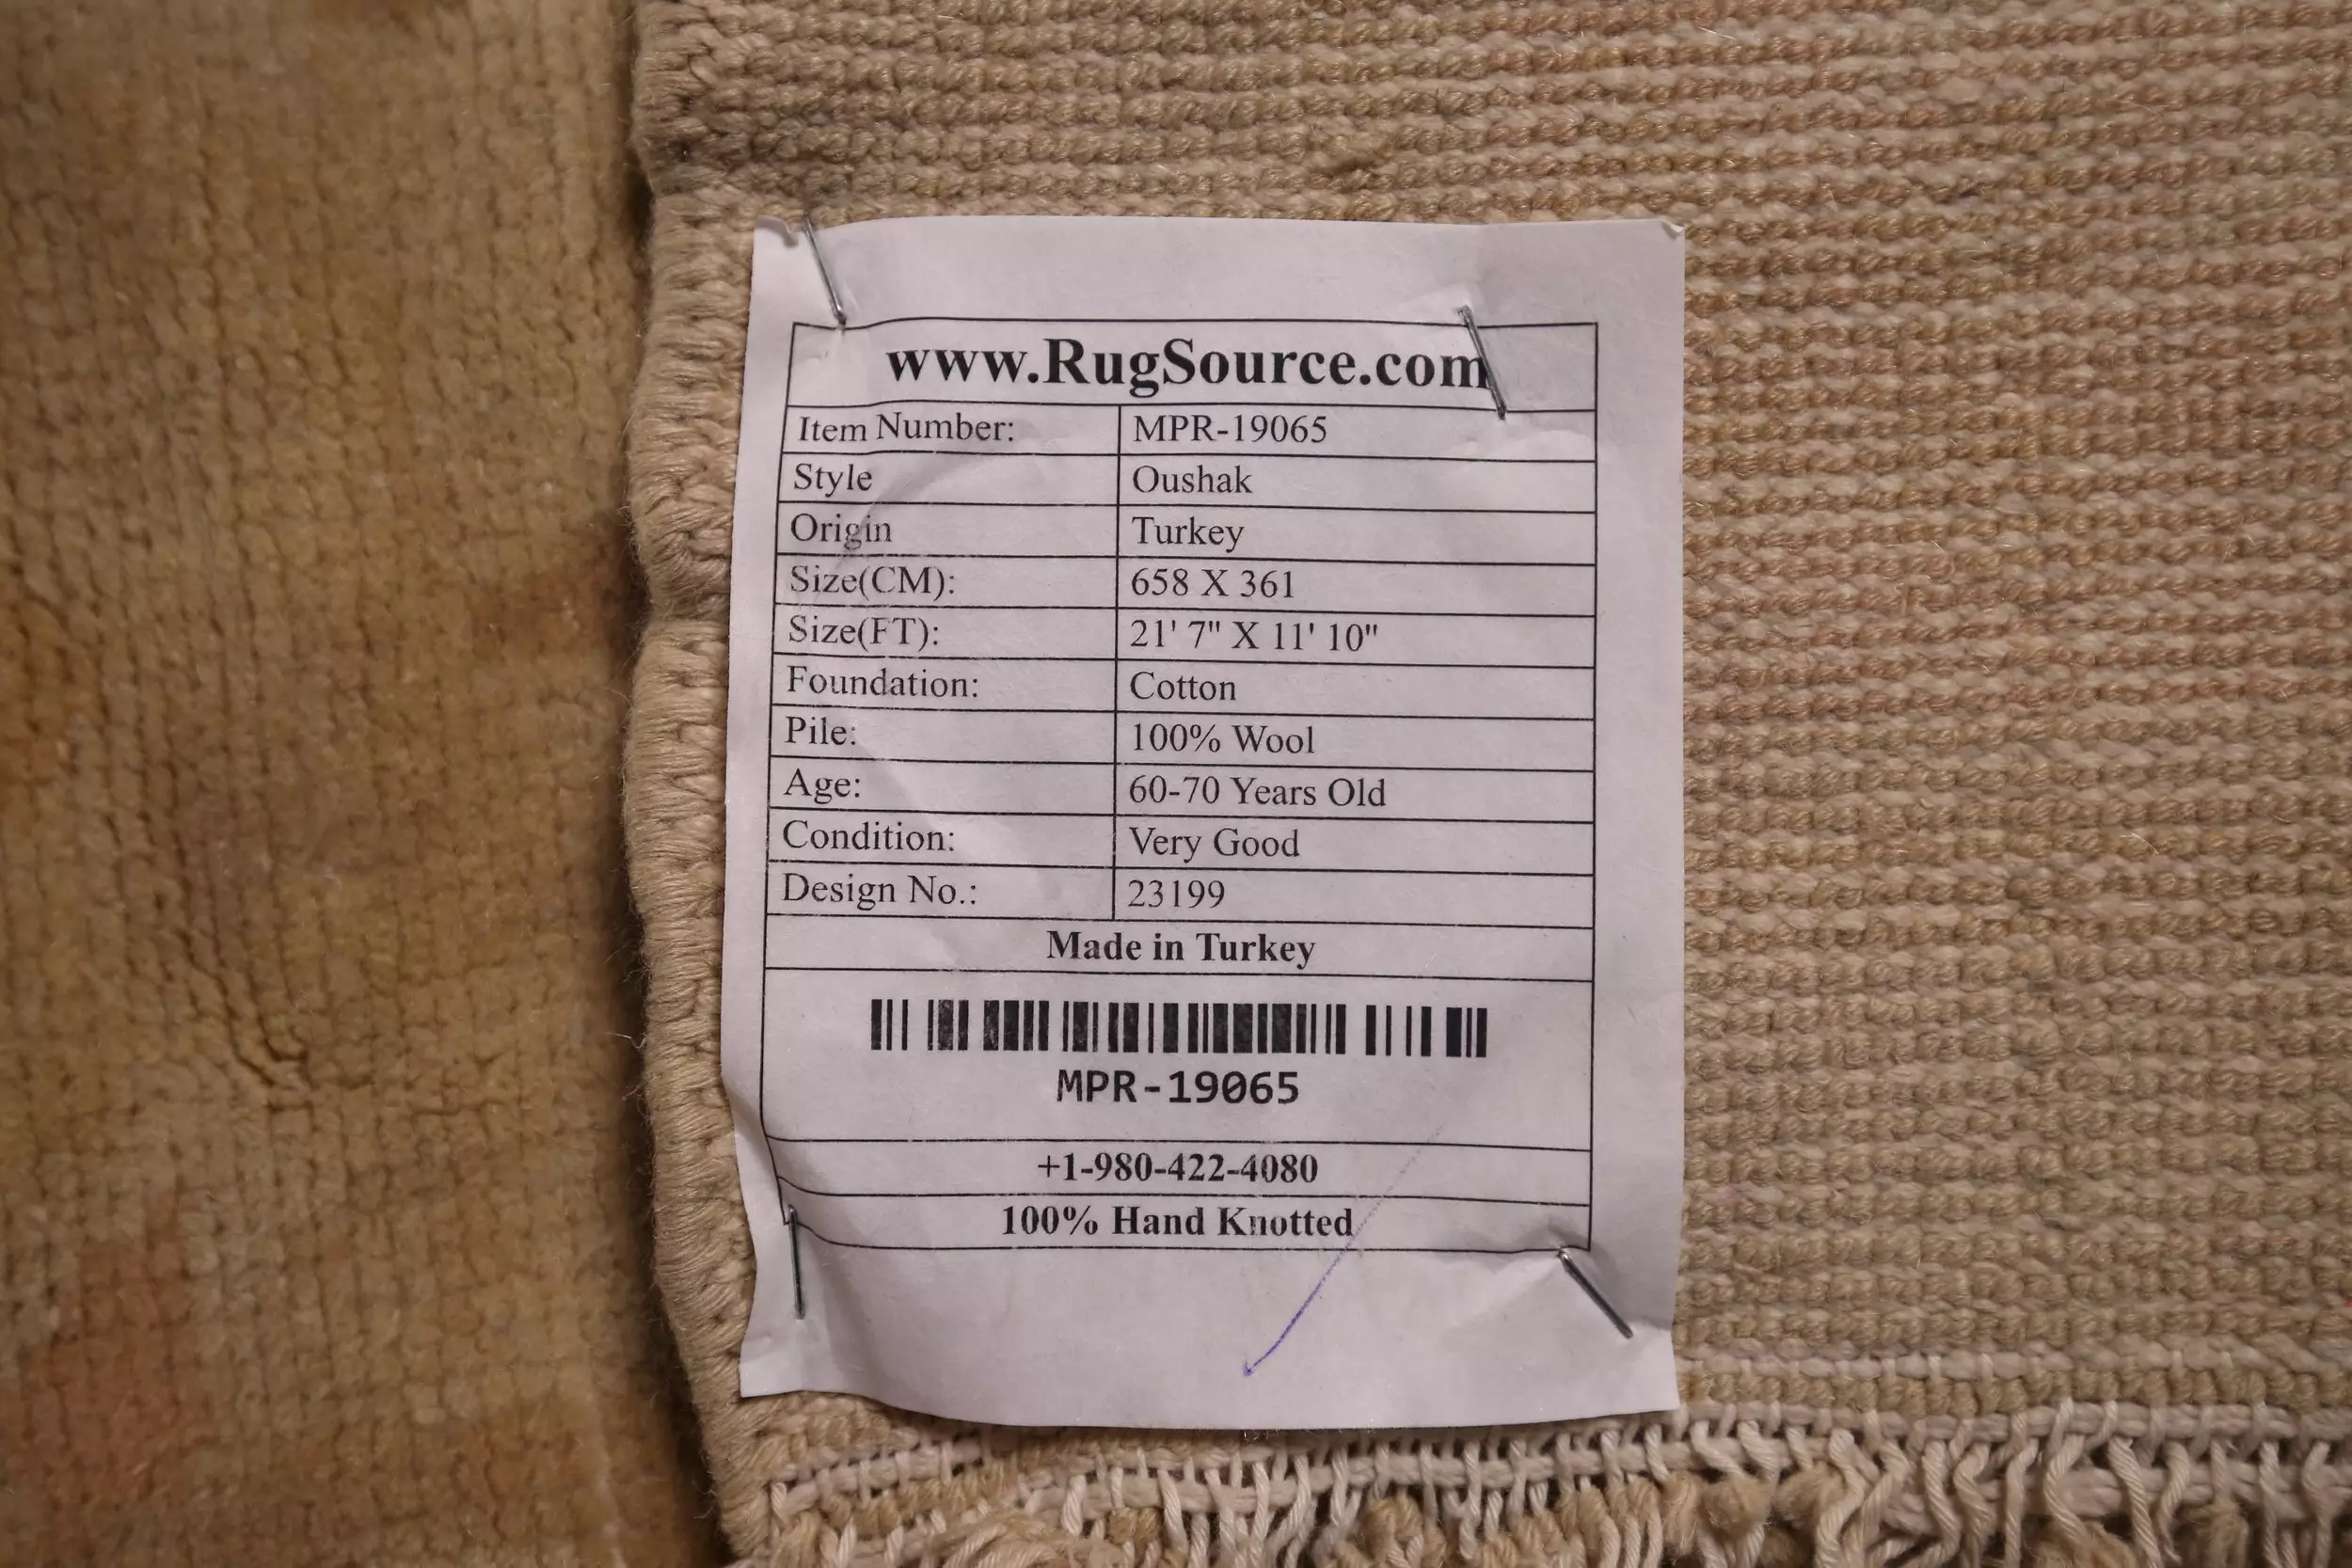 www.RugSource.com
Item Number: MPR-19065
Style Oushak
Origin Turkey
Size(CM): 658 X 361
Size(FT): 21' 7" X 11' 10"
Foundation: Cotton
Pile: 100% Wool
Age: 60-70 Years Old
Condition: Very Good
Design No.: 23199
Made in Turkey
MPR-19065
+1-980-422-4080
100% Hand Knotted